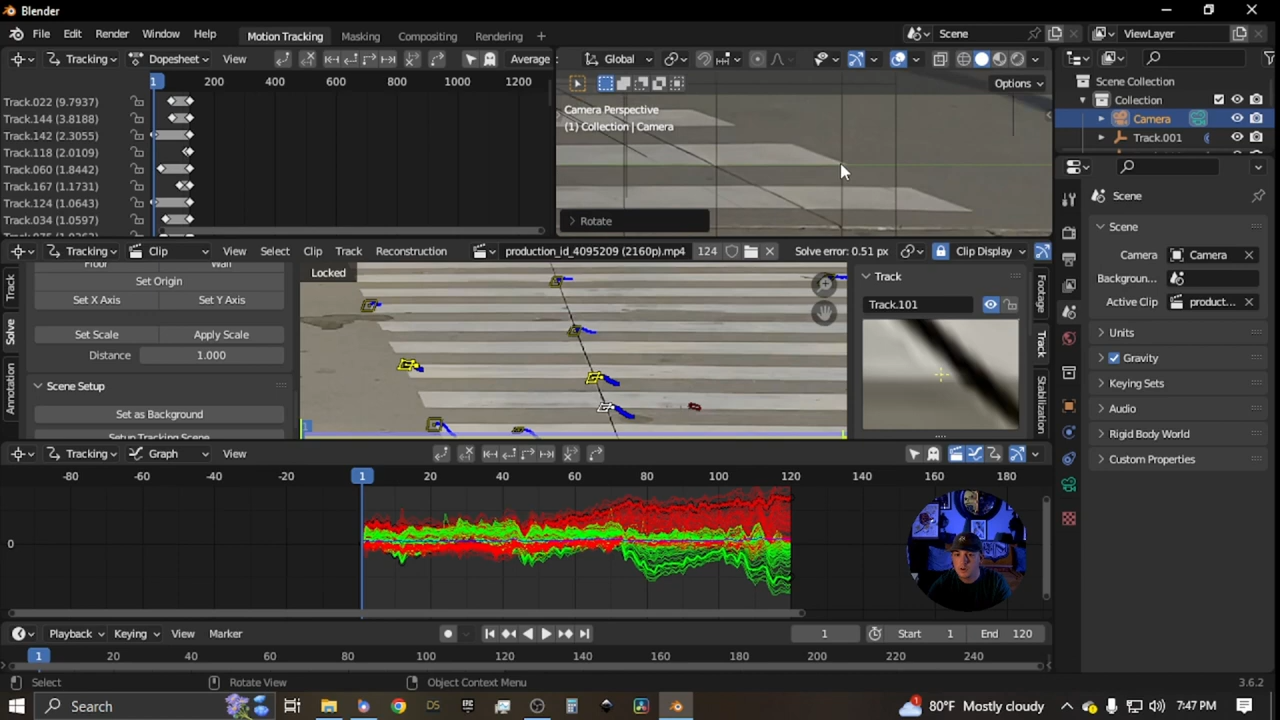 Blender
File Edit Render Window Help Motion Tracking Masking Compositing Rendering + Scene ViewLayer
Tracking Dopesheet View Average Global
1 200 400 600 800 1000 1200
Options
Track.022 (9.7937)
Track.144 (3.8188)
Track.142 (2.3055)
Track.118 (2.0109)
Track.060 (1.8442)
Track.167 (1.1731)
Track.124 (1.0643)
Track.034 (1.0597)
Camera Perspective
(1) Collection | Camera
Rotate
Scene Collection
Collection
Camera
Track.001
Scene
Scene
Camera Camera
Backgroun...
Active Clip product...
Units
Gravity
Keying Sets
Audio
Rigid Body World
Custom Properties
Tracking Clip View Select Clip Track Reconstruction production_id_4095209 (2160p).mp4 124 Clip Display
Track
Solve
Annotation
Floor Wall
Set Origin
Set X Axis Set Y Axis
Set Scale Apply Scale
Distance 1.000
Scene Setup
Set as Background
Setup Tracking Scene
Locked
Solve error: 0.51 px
Track
Track.101
Footage
Track
Stabilization
Tracking Graph View
-80 -60 -40 -20 1 20 40 60 80 100 120 140 160 180
0
Playback Keying View Marker 1 Start 1 End 120
1 20 40 60 80 100 120 140 160 180 200 220 240
Select Rotate View Object Context Menu 3.6.2
Search DS EPIC 1 80°F Mostly cloudy 7:47 PM